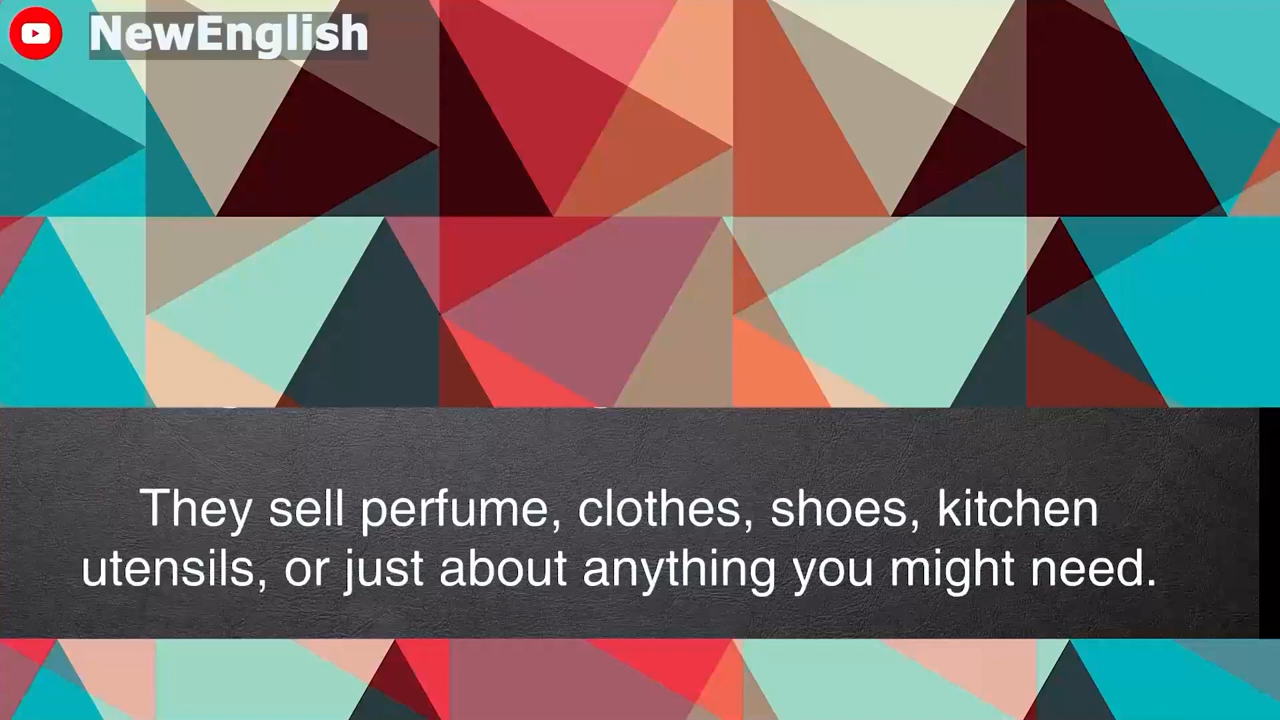 NewEnglish
They sell perfume, clothes, shoes, kitchen
utensils, or just about anything you might need.